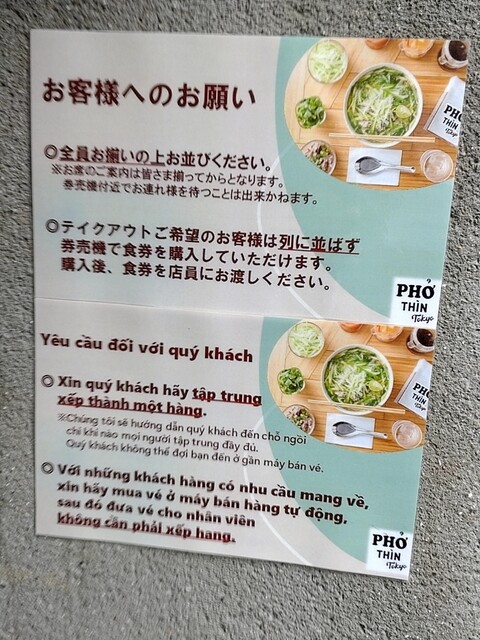 お客様へのお願い
◎全員お揃いの上お並びください。
※お席のご案内は皆さま揃ってからとなります。
券売機付近でお連れ様を待つことは出来かねます。
◎テイクアウトご希望のお客様は列に並ばず
券売機で食券を購入していただけます。
購入後、食券を店員にお渡しください。
PHỞ
THÌN
PHỞ
THÌN
Tokyo
Yêu cầu đối với quý khách
◎ Xin quý khách hãy tập trung
xếp thành một hàng.
※Chúng tôi sẽ hướng dẫn quý khách đến chỗ ngồi
chỉ khi nào mọi người tập trung đầy đủ.
Quý khách không thể đợi bạn đến ở gần máy bán vé.
◎ Với những khách hàng có nhu cầu mang về,
xin hãy mua vé ở máy bán hàng tự động,
sau đó đưa vé cho nhân viên
không cần phải xếp hang.
PHỞ
THÌN
PHỞ
THÌN
Tokyo